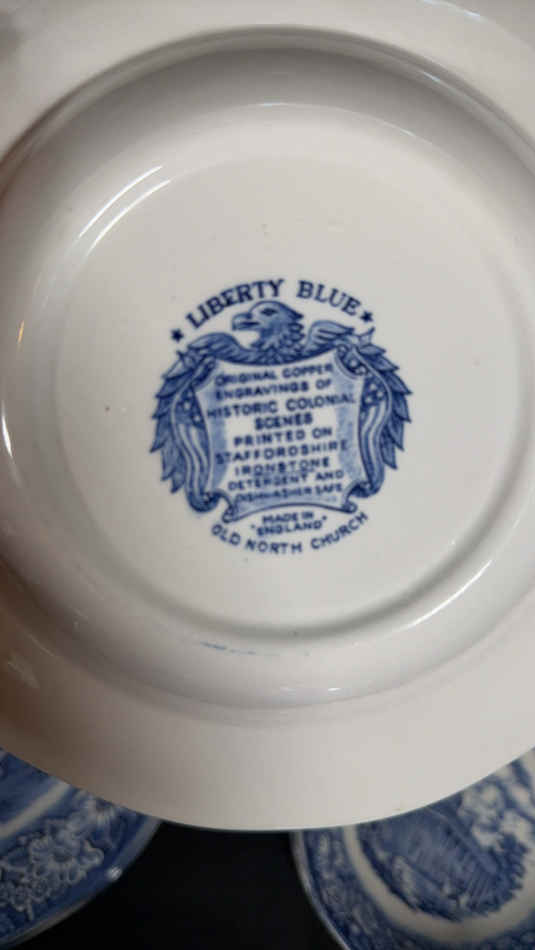 ★ LIBERTY BLUE ★
ORIGINAL COPPER
ENGRAVINGS OF
HISTORIC COLONIAL
SCENES
PRINTED ON
STAFFORDSHIRE
IRONSTONE
DETERGENT AND
DISHWASHER SAFE
MADE IN
"ENGLAND"
OLD NORTH CHURCH